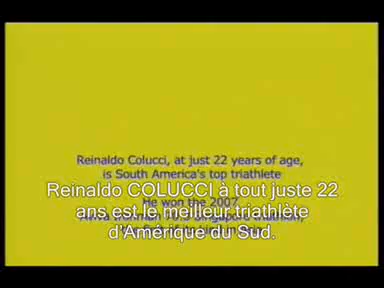 Reinaldo Colucci, at just 22 years of age,
is South America's top triathlete
He won the 2007
Reinaldo COLUCCI à tout juste 22
ans est le meilleur triathlète
d'Amérique du Sud.